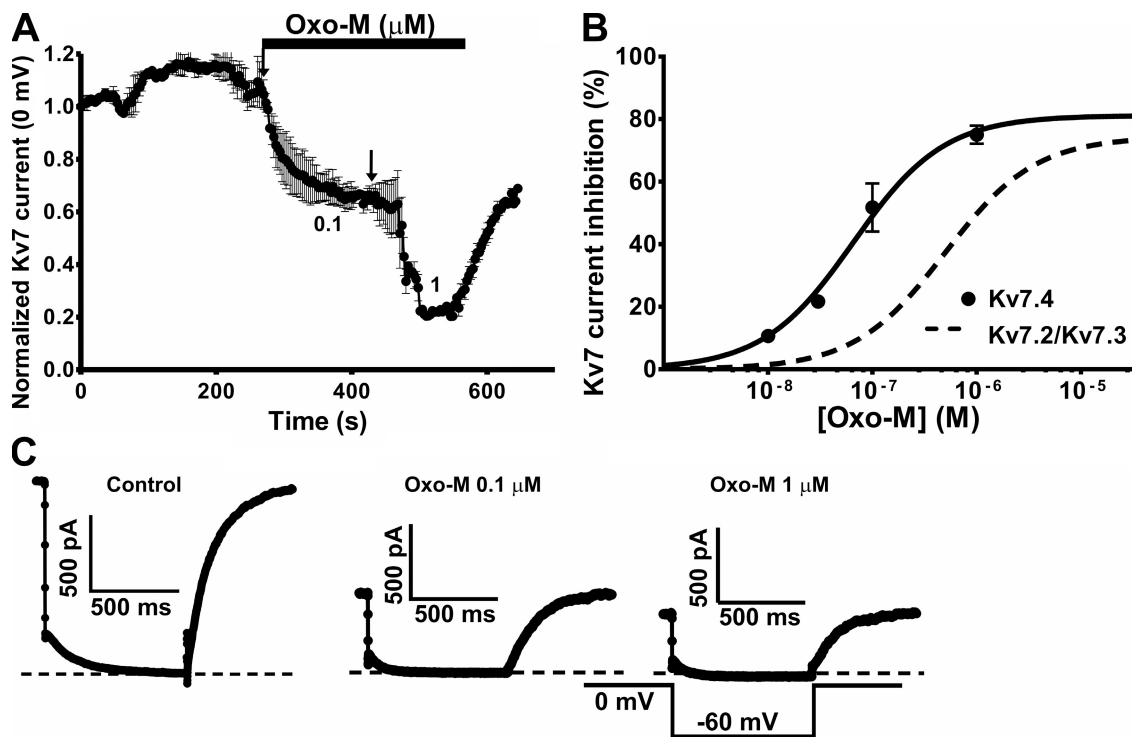 A
Oxo-M (μM)
Normalized Kv7 current (0 mV)
1.2
1.0
0.8
0.6
0.4
0.2
0.0
0.1
1
0
200
400
600
Time (s)
B
Kv7 current inhibition (%)
100
80
60
40
20
0
Kv7.4
Kv7.2/Kv7.3
10-8
10-7
10-6
10-5
[Oxo-M] (M)
C
Control
500 pA
500 ms
Oxo-M 0.1 μM
500 pA
500 ms
Oxo-M 1 μM
500 pA
500 ms
0 mV
-60 mV